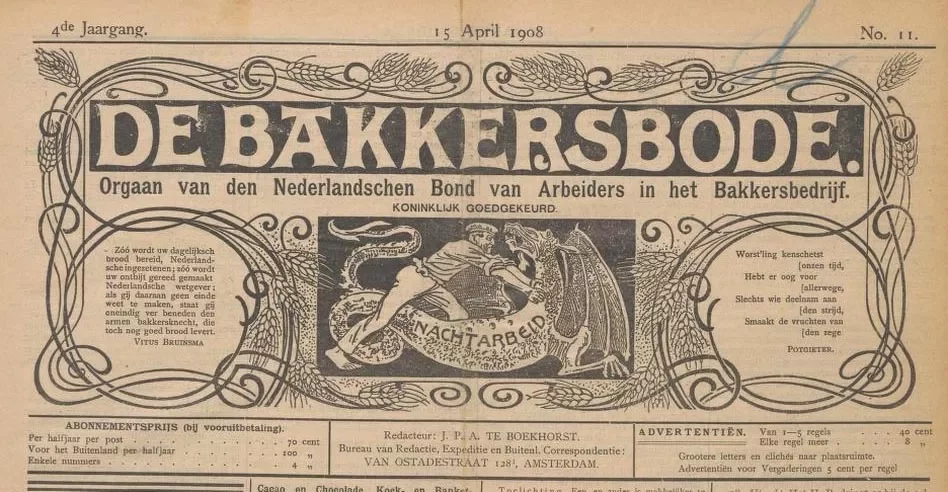 4de Jaargang. 15 April 1908 No. 11.
DE BAKKERSBODE.
Orgaan van den Nederlandschen Bond van Arbeiders in het Bakkersbedrijf.
KONINKLIJK GOEDGEKEURD.
- Zóó wordt uw dagelijksch
brood bereid, Nederland-
sche ingezetenen; zóó wordt
uw ontbijt gereed gemaakt
Nederlandsche wetgever;
als gij daaraan geen einde
weet te maken, staat gij
oneindig ver beneden den
armen bakkersknecht, die
toch nog goed brood levert.
VITUS BRUINSMA
NACHTARBEID
Worst'ling kenschetst
[onzen tijd,
Hebt er oog voor
[allerwege,
Slechts wie deelnam aan
[den strijd,
Smaakt de vruchten van
[den zege
POTGIETER.
ABONNEMENTSPRIJS (bij vooruitbetaling).
Per halfjaar per post . . . . . . . . 70 cent
Voor het Buitenland per halfjaar . . . . 100 „
Enkele nummers . . . . . . . . 4 „
Redacteur: J. P. A. TE BOEKHORST.
Bureau van Redactie, Expeditie en Buitenl. Correspondentie:
VAN OSTADESTRAAT 128¹, AMSTERDAM.
ADVERTENTIËN. Van 1—5 regels . . . . 40 cent
Elke regel meer . . . . 8 „
Grootere letters en clichés naar plaatsruimte.
Advertentiën voor Vergaderingen 5 cent per regel
Cacao en Chocolade, Koek- en Banket-